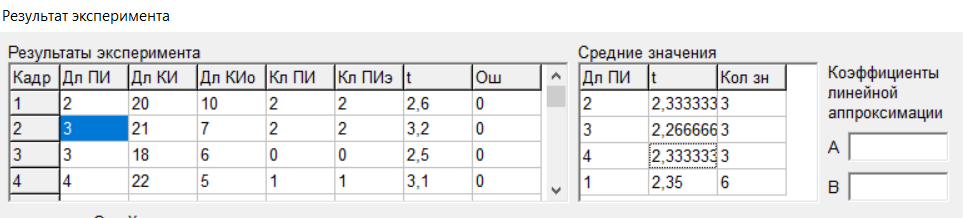 Результат эксперимента
Результаты эксперимента
Кадр Дл ПИ Дл КИ Дл КИо Кл ПИ Кл ПИэ t Ош
1 2 20 10 2 2 2,6 0
2 3 21 7 2 2 3,2 0
3 3 18 6 0 0 2,5 0
4 4 22 5 1 1 3,1 0
Средние значения
Дл ПИ t Кол зн
2 2,333333 3
3 2,266666 3
4 2,333333 3
1 2,35 6
Коэффициенты
линейной
аппроксимации
A
B